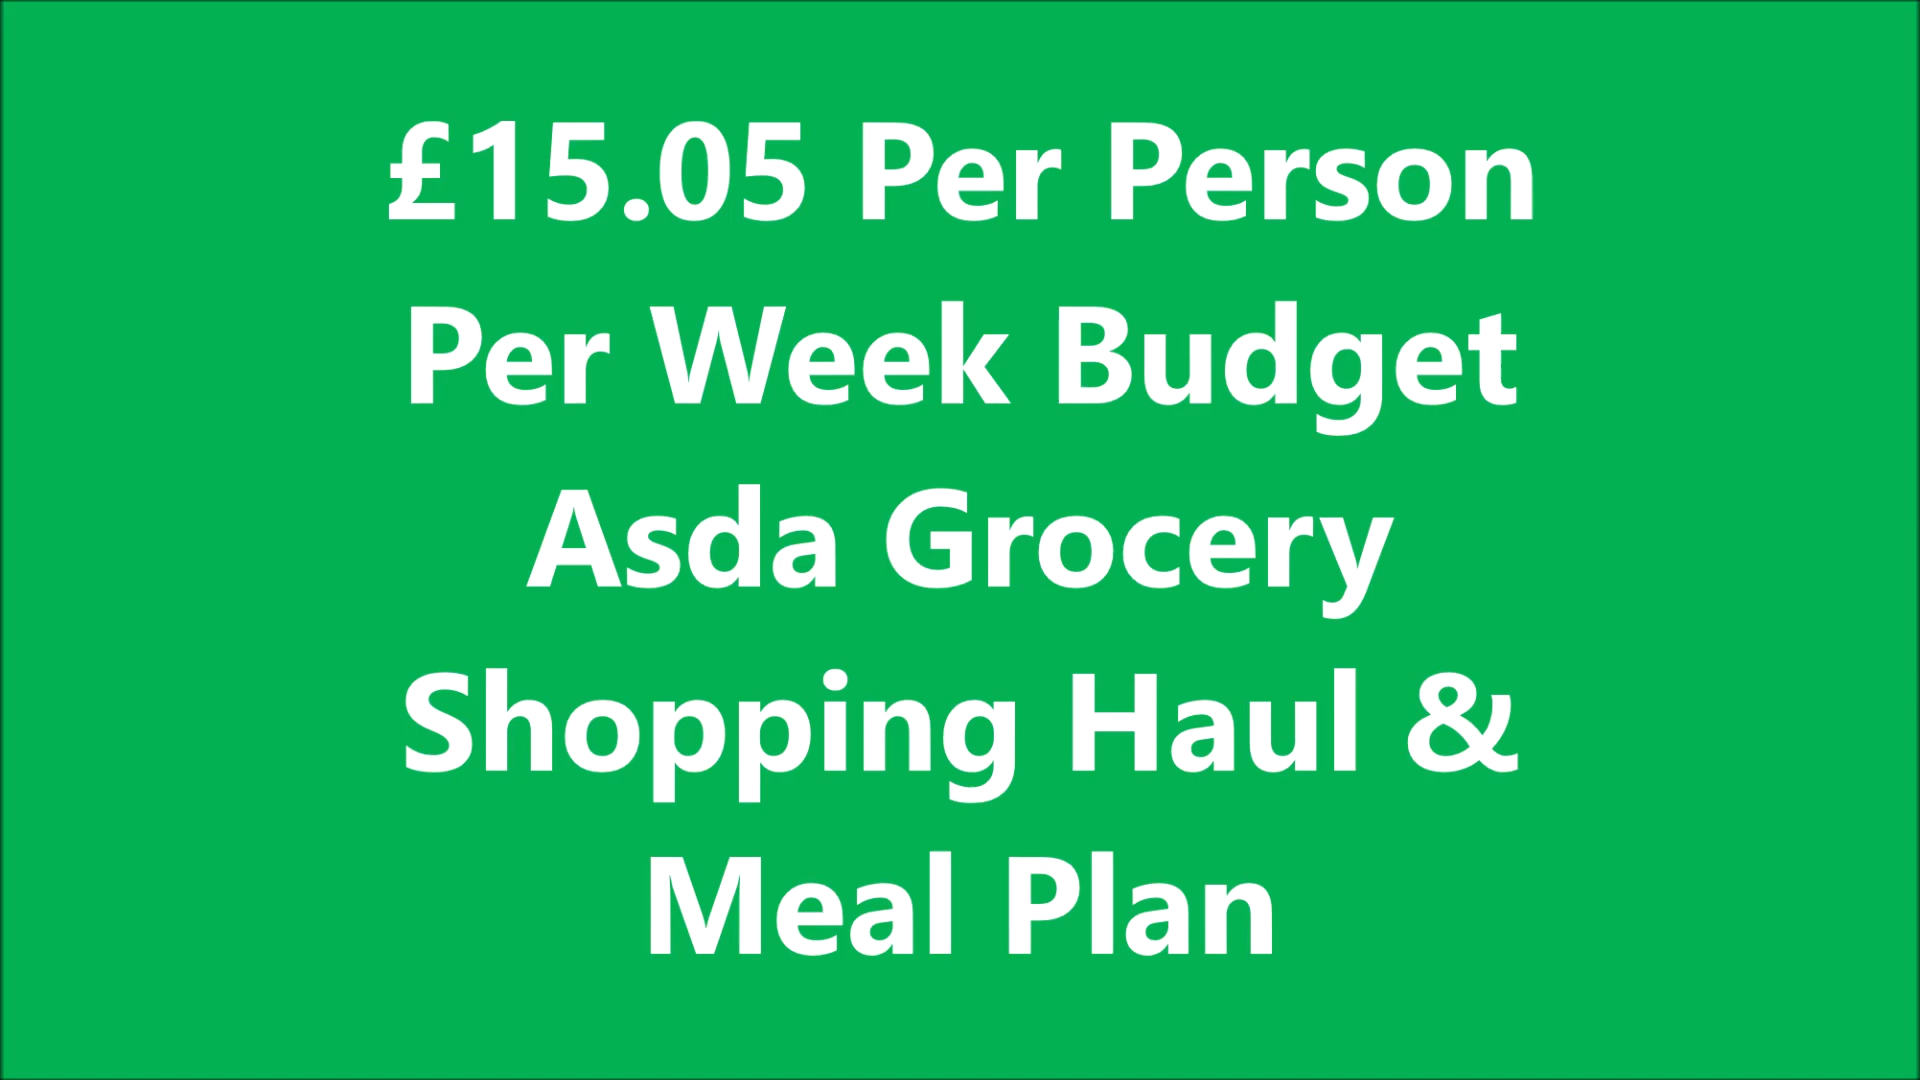 £15.05 Per Person
Per Week Budget
Asda Grocery
Shopping Haul &
Meal Plan